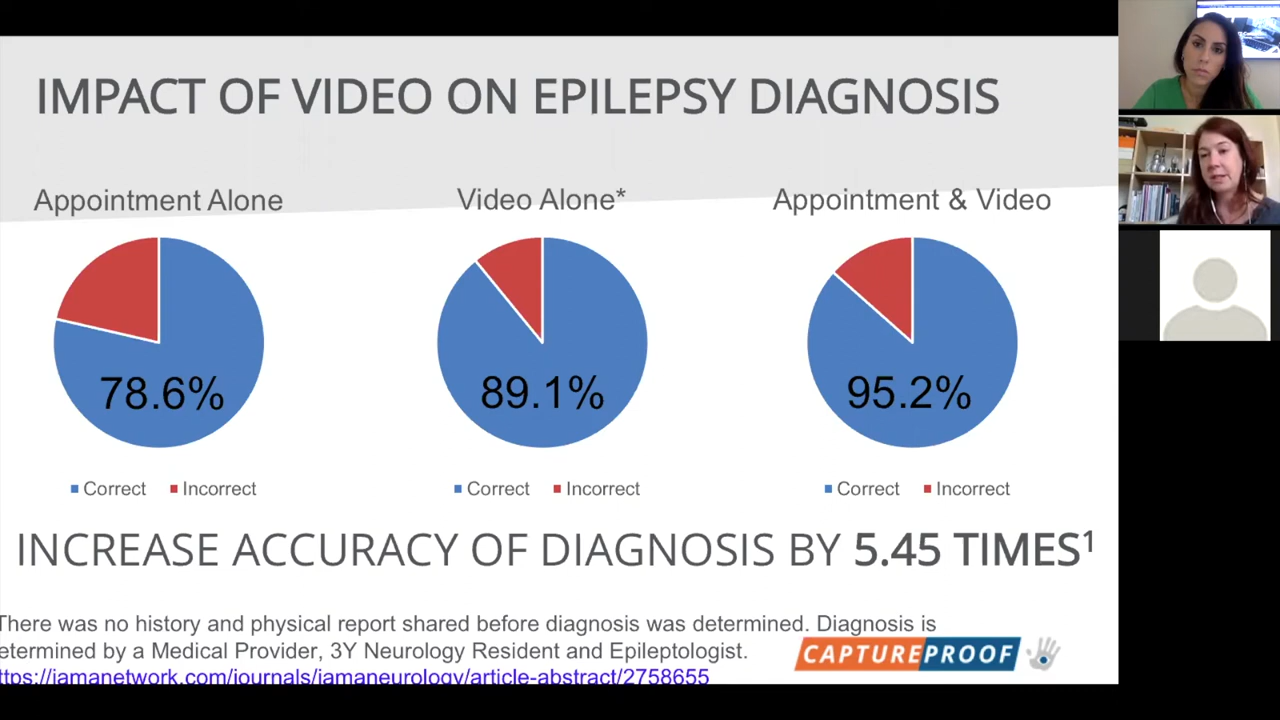 IMPACT OF VIDEO ON EPILEPSY DIAGNOSIS
Appointment Alone
Video Alone*
Appointment & Video
78.6%
89.1%
95.2%
Correct Incorrect
Correct Incorrect
Correct Incorrect
INCREASE ACCURACY OF DIAGNOSIS BY 5.45 TIMES¹
There was no history and physical report shared before diagnosis was determined. Diagnosis is
etermined by a Medical Provider, 3Y Neurology Resident and Epileptologist.
ttps://jamanetwork.com/journals/jamaneurology/article-abstract/2758655
CAPTUREPROOF